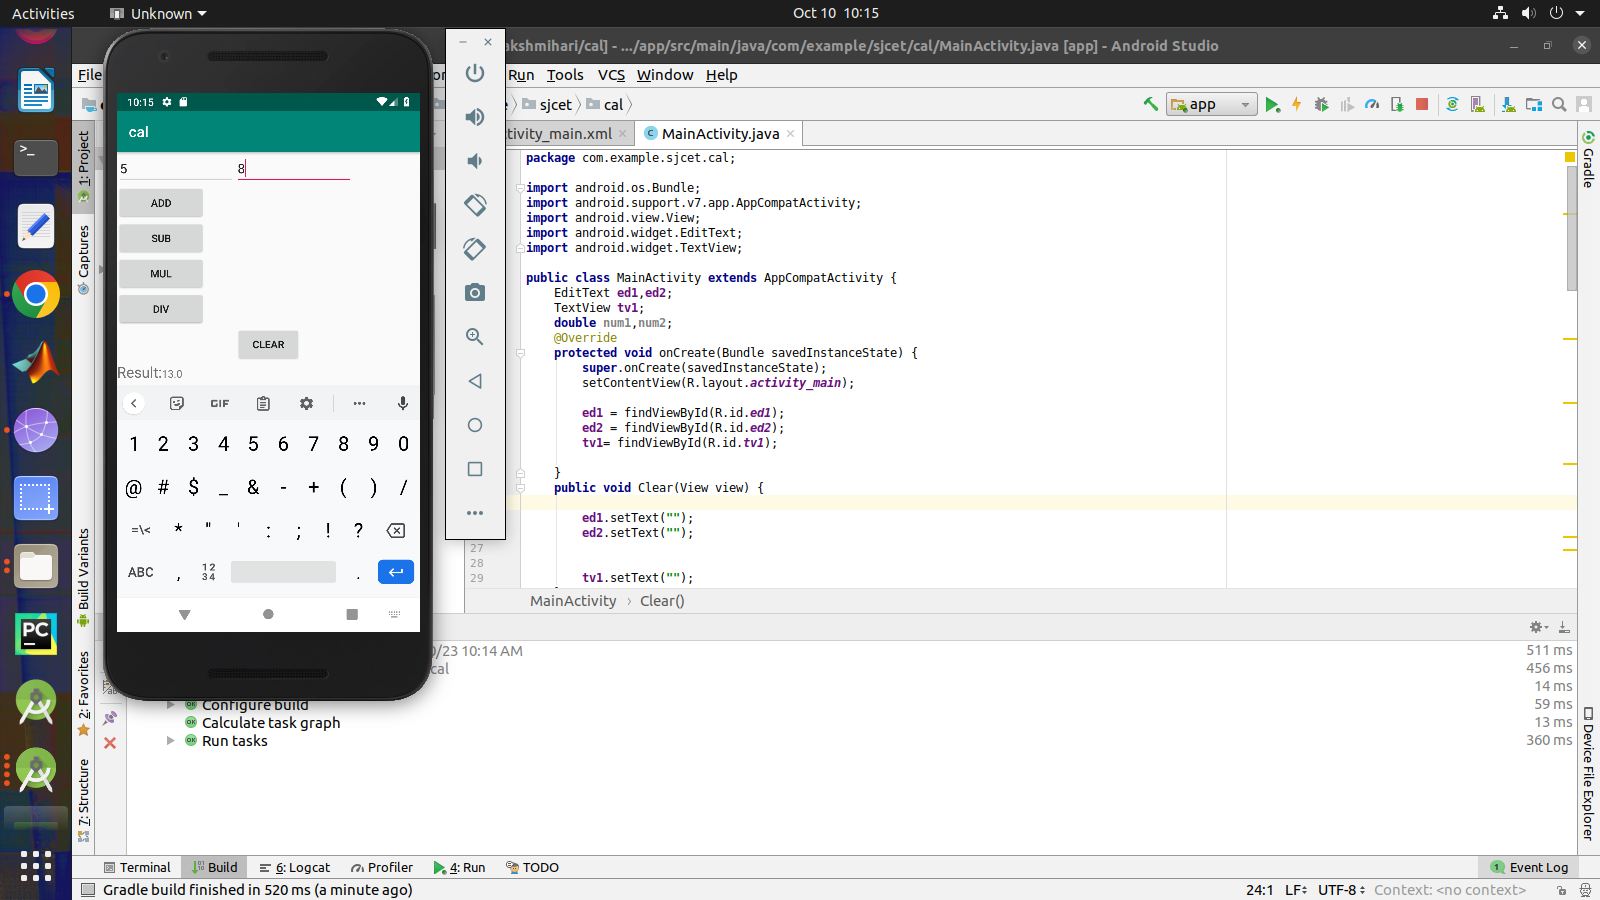 Activities
Unknown
Oct 10 10:15
akshmihari/cal] - .../app/src/main/java/com/example/sjcet/cal/MainActivity.java [app] - Android Studio
File
Run Tools VCS Window Help
sjcet
cal
app
tivity_main.xml
MainActivity.java
1: Project
Captures
Build Variants
2: Favorites
7: Structure
Gradle
Device File Explorer
10:15
cal
5
8
ADD
SUB
MUL
DIV
CLEAR
Result:13.0
GIF
1 2 3 4 5 6 7 8 9 0
@ # $ _ & - + ( ) /
=\< * " ' : ; ! ?
ABC , 12 34 .
package com.example.sjcet.cal;
import android.os.Bundle;
import android.support.v7.app.AppCompatActivity;
import android.view.View;
import android.widget.EditText;
import android.widget.TextView;
public class MainActivity extends AppCompatActivity {
EditText ed1,ed2;
TextView tv1;
double num1,num2;
@Override
protected void onCreate(Bundle savedInstanceState) {
super.onCreate(savedInstanceState);
setContentView(R.layout.activity_main);
ed1 = findViewById(R.id.ed1);
ed2 = findViewById(R.id.ed2);
tv1= findViewById(R.id.tv1);
}
public void Clear(View view) {
ed1.setText("");
ed2.setText("");
27
28
29 tv1.setText("");
MainActivity › Clear()
0/23 10:14 AM 511 ms
cal 456 ms
14 ms
Configure build 59 ms
Calculate task graph 13 ms
Run tasks 360 ms
Terminal
Build
6: Logcat
Profiler
4: Run
TODO
1 Event Log
Gradle build finished in 520 ms (a minute ago)
24:1 LF UTF-8 Context: <no context>